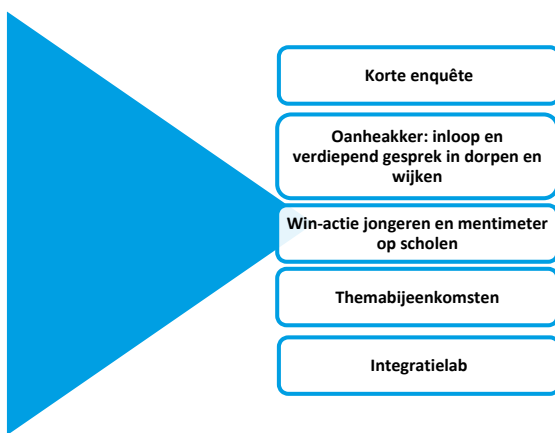 Korte enquête
Oanheakker: inloop en
verdiepend gesprek in dorpen en
wijken
Win-actie jongeren en mentimeter
op scholen
Themabijeenkomsten
Integratielab